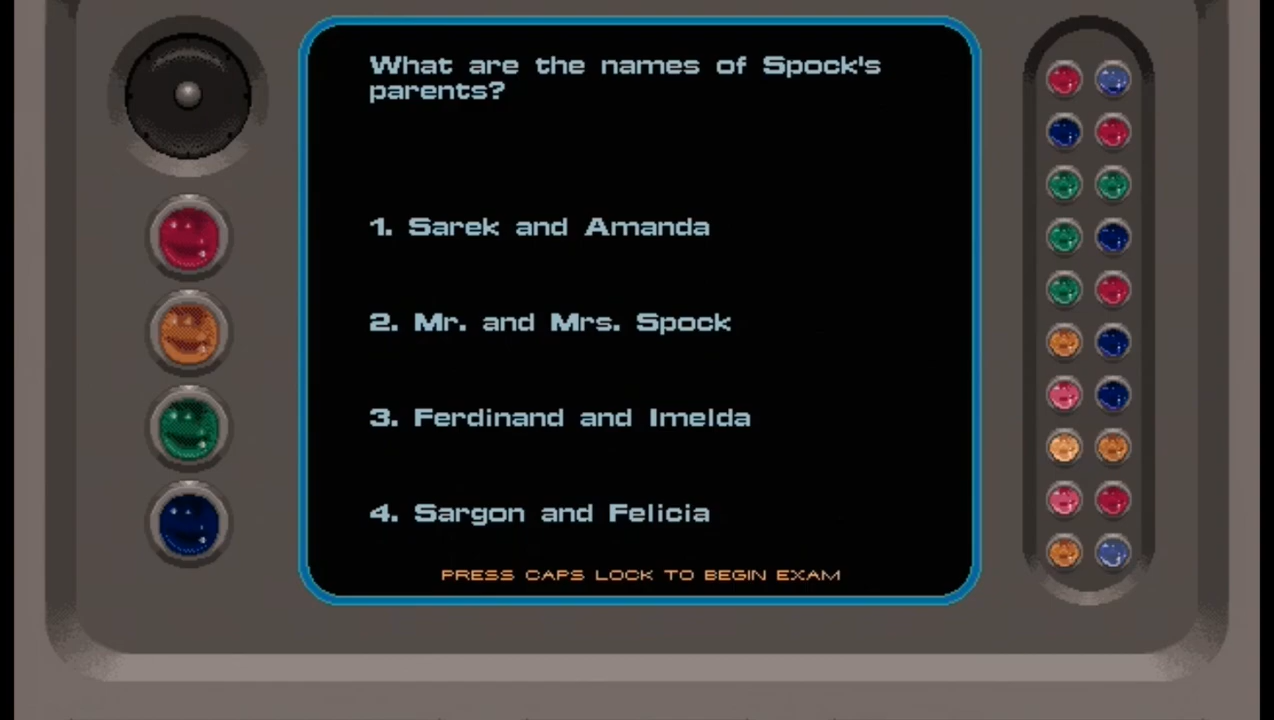 What are the names of Spock's
parents?
1. Sarek and Amanda
2. Mr. and Mrs. Spock
3. Ferdinand and Imelda
4. Sargon and Felicia
PRESS CAPS LOCK TO BEGIN EXAM